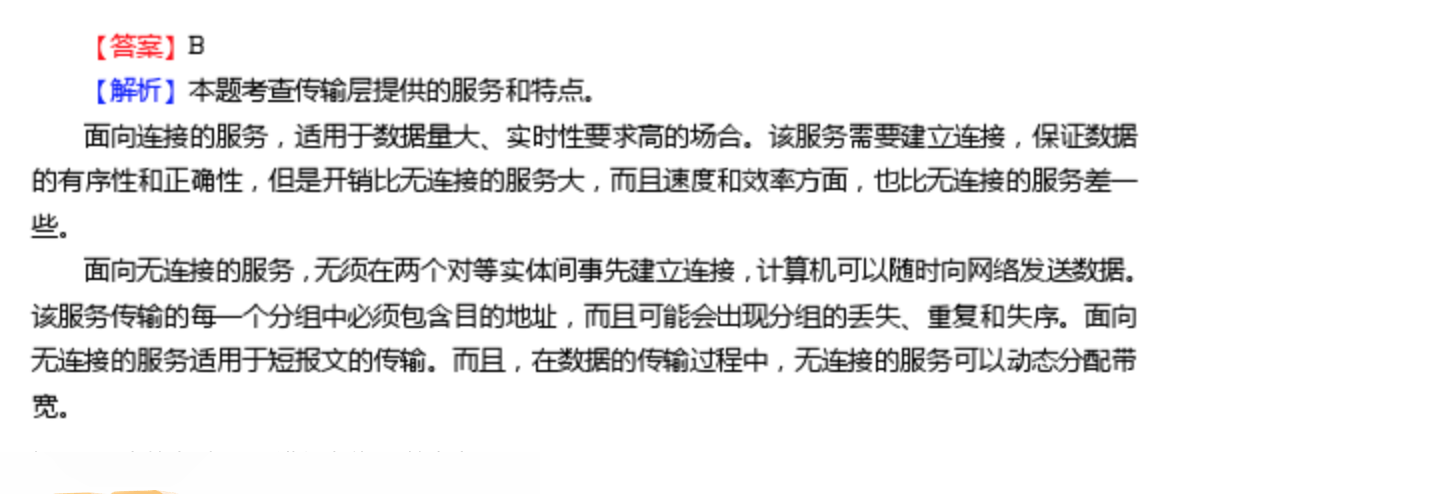 【答案】B
【解析】本题考查传输层提供的服务和特点。
面向连接的服务，适用于数据量大、实时性要求高的场合。该服务需要建立连接，保证数据
的有序性和正确性，但是开销比无连接的服务大，而且速度和效率方面，也比无连接的服务差一
些。
面向无连接的服务，无须在两个对等实体间事先建立连接，计算机可以随时向网络发送数据。
该服务传输的每一个分组中必须包含目的地址，而且可能会出现分组的丢失、重复和失序。面向
无连接的服务适用于短报文的传输。而且，在数据的传输过程中，无连接的服务可以动态分配带
宽。